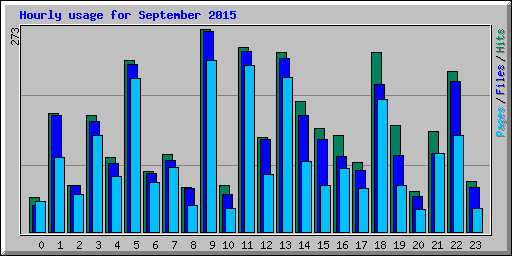 Hourly usage for September 2015
273
Pages/Files/Hits
0 1 2 3 4 5 6 7 8 9 10 11 12 13 14 15 16 17 18 19 20 21 22 23